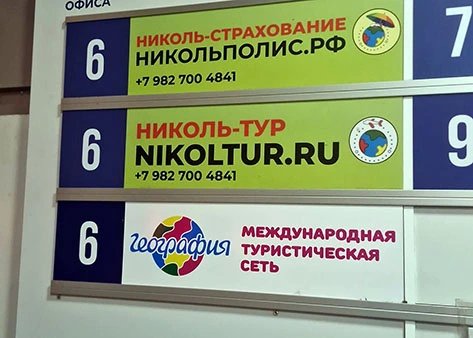 ОФИСА
6
НИКОЛЬ-СТРАХОВАНИЕ
НИКОЛЬПОЛИС.РФ
+7 982 700 4841
7
6
НИКОЛЬ-ТУР
NIKOLTUR.RU
+7 982 700 4841
9
6
География
МЕЖДУНАРОДНАЯ
ТУРИСТИЧЕСКАЯ
СЕТЬ